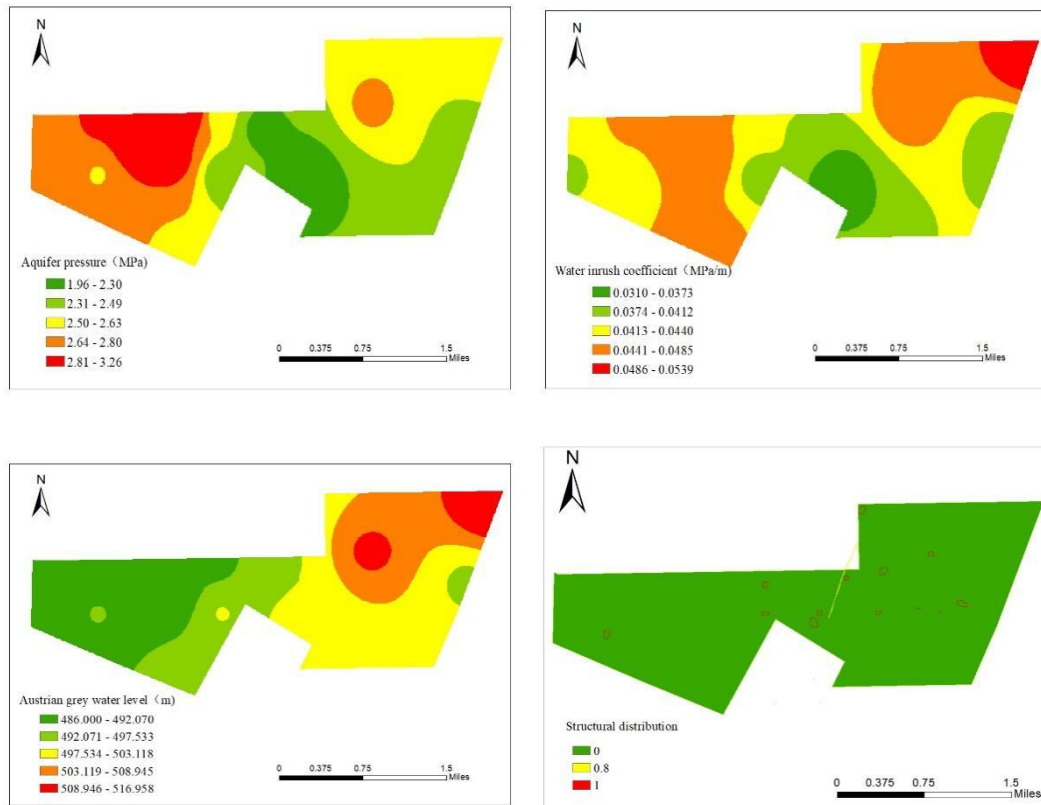 N
Aquifer pressure（MPa）
1.96 - 2.30
2.31 - 2.49
2.50 - 2.63
2.64 - 2.80
2.81 - 3.26
0 0.375 0.75 1.5
Miles
N
Water inrush coefficient（MPa/m）
0.0310 - 0.0373
0.0374 - 0.0412
0.0413 - 0.0440
0.0441 - 0.0485
0.0486 - 0.0539
0 0.375 0.75 1.5
Miles
N
Austrian grey water level（m）
486.000 - 492.070
492.071 - 497.533
497.534 - 503.118
503.119 - 508.945
508.946 - 516.958
0 0.375 0.75 1.5
Miles
N
Structural distribution
0
0.8
1
0 0.375 0.75 1.5
Miles